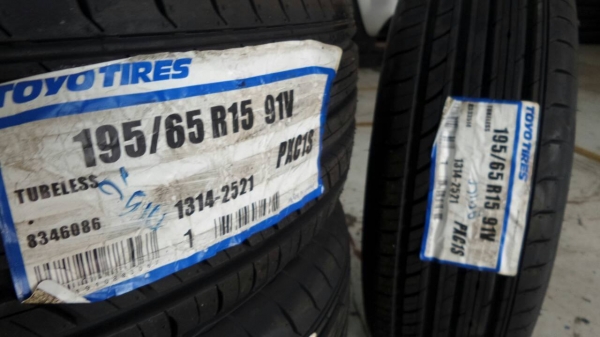 TOYO TIRES
195/65 R15 91V
PXC1S
TUBELESS
1314-2521
8346086
1
TOYO TIRES
195/65 R15 91V
1314-2521
PXC1S